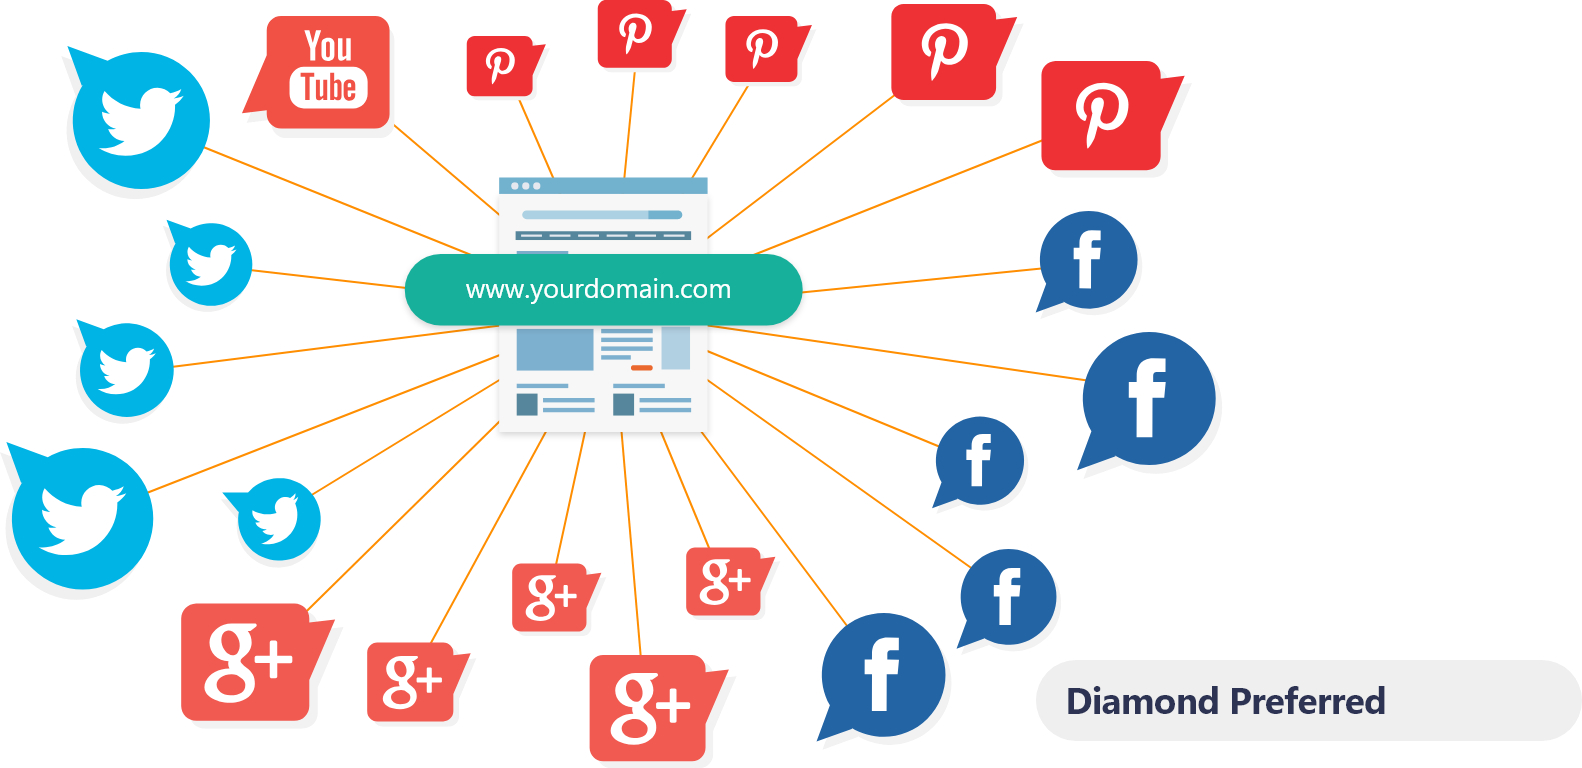 You
Tube
www.yourdomain.com
g+
g+
g+
g+
g+
Diamond Preferred